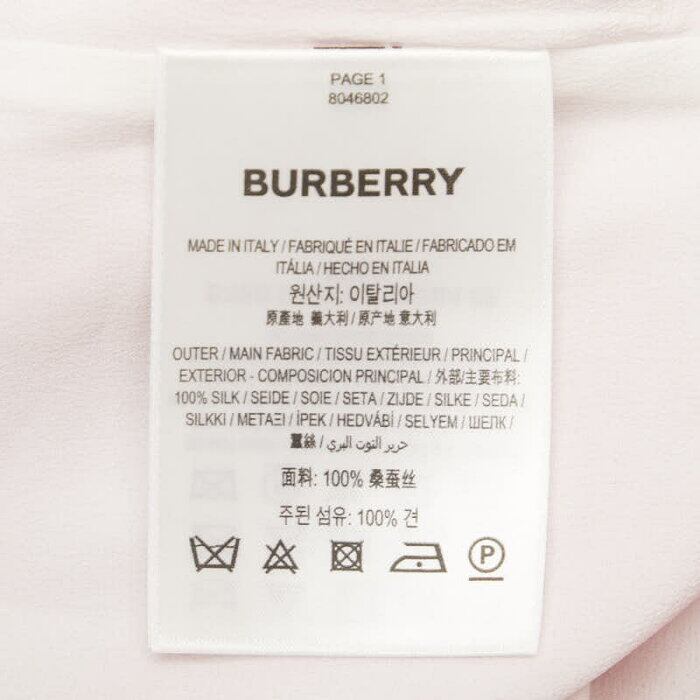 PAGE 1
8046802
BURBERRY
MADE IN ITALY / FABRIQUÉ EN ITALIE / FABRICADO EM
ITÁLIA / HECHO EN ITALIA
원산지: 이탈리아
原產地 義大利 / 原产地 意大利
OUTER / MAIN FABRIC / TISSU EXTÉRIEUR / PRINCIPAL /
EXTERIOR - COMPOSICION PRINCIPAL / 外部/主要布料:
100% SILK / SEIDE / SOIE / SETA / ZIJDE / SILKE / SEDA /
SILKKI / ΜΕΤΑΞΙ / İPEK / HEDVÁBÍ / SELYEM / ШЕЛК /
蠶絲 / حرير التوت البري
面料: 100% 桑蚕丝
주된 섬유: 100% 견
P